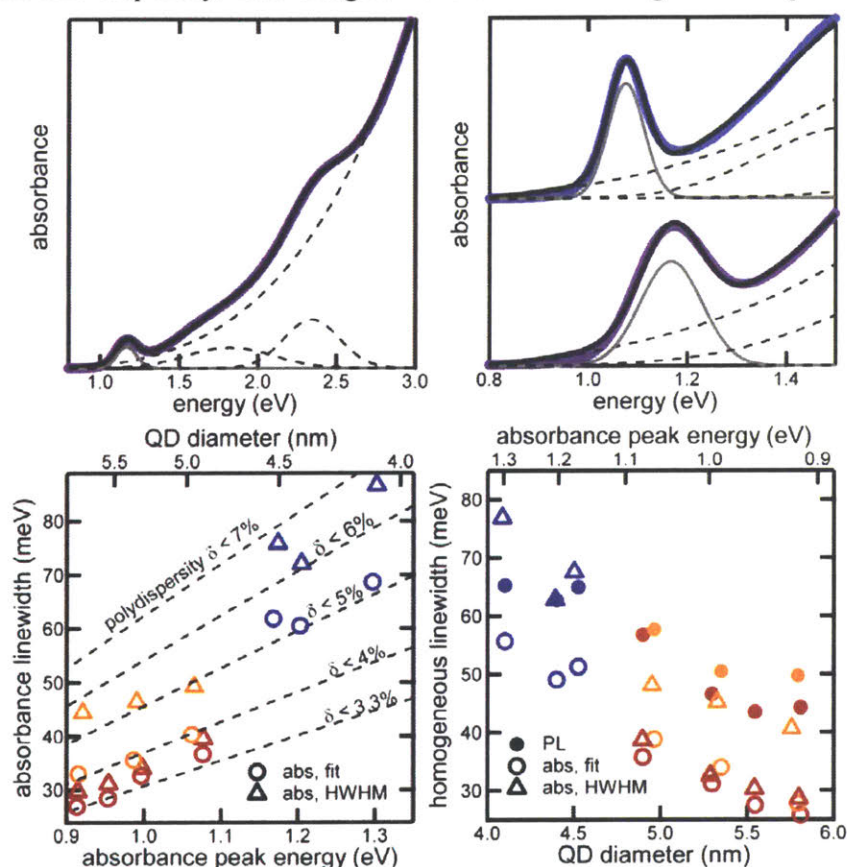 absorbance
1.0 1.5 2.0 2.5 3.0
energy (eV)
absorbance
0.8 1.0 1.2 1.4
energy (eV)
QD diameter (nm)
5.5 5.0 4.5 4.0
absorbance linewidth (meV)
80
70
60
50
40
30
polydispersity δ < 7%
δ < 6%
δ < 5%
δ < 4%
δ < 3.3%
abs, fit
abs, HWHM
0.9 1.0 1.1 1.2 1.3
absorbance peak energy (eV)
absorbance peak energy (eV)
1.3 1.2 1.1 1.0 0.9
homogeneous linewidth (meV)
80
70
60
50
40
30
PL
abs, fit
abs, HWHM
4.0 4.5 5.0 5.5 6.0
QD diameter (nm)